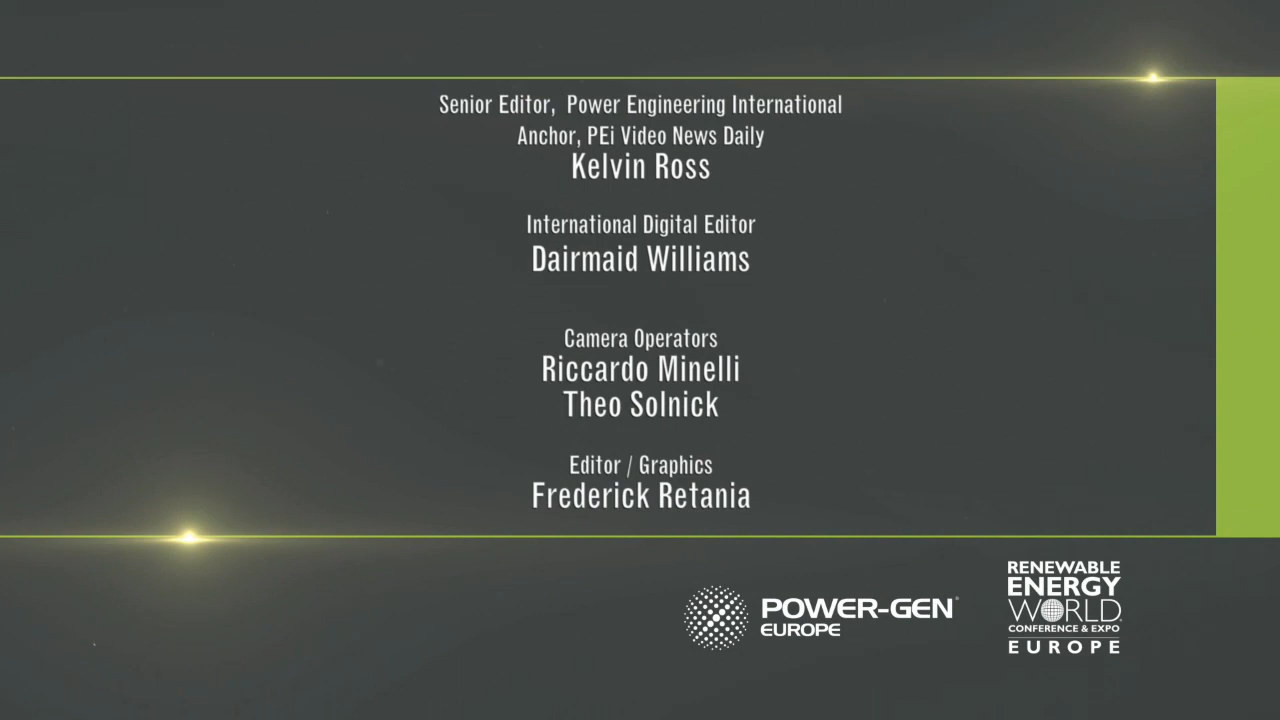 Senior Editor,  Power Engineering International
Anchor, PEi Video News Daily
Kelvin Ross
International Digital Editor
Dairmaid Williams
Camera Operators
Riccardo Minelli
Theo Solnick
Editor / Graphics
Frederick Retania
POWER-GEN
EUROPE
RENEWABLE
ENERGY
WORLD
CONFERENCE & EXPO
EUROPE